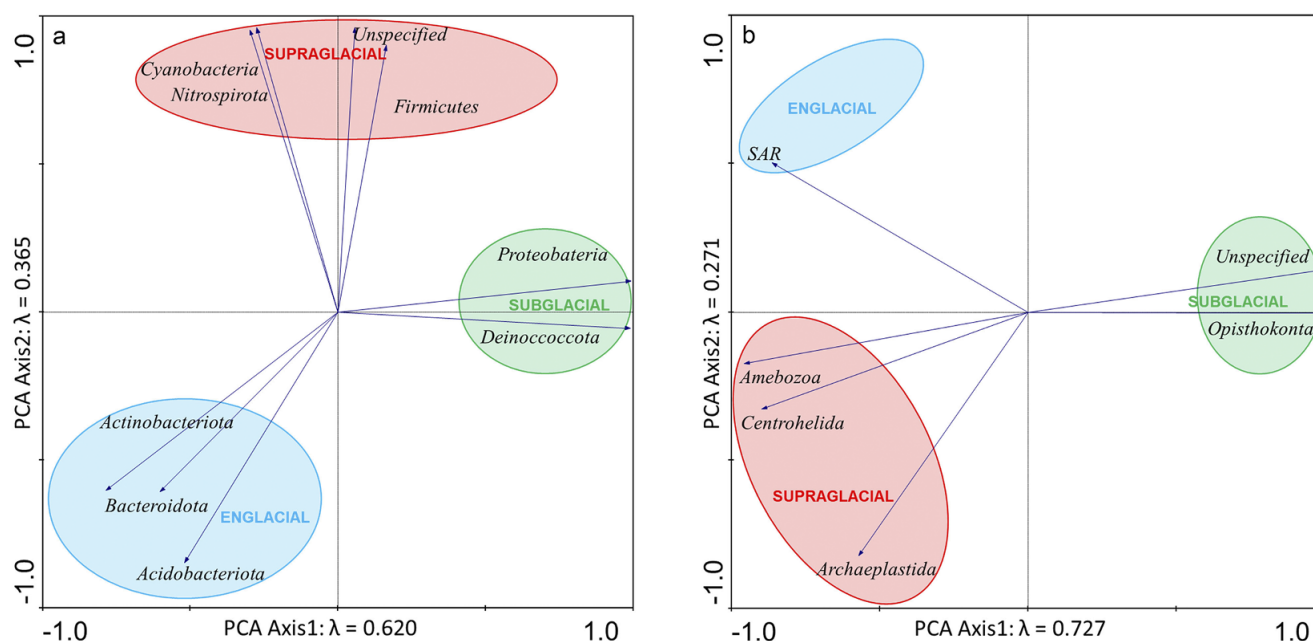 a
1.0
Unspecified
SUPRAGLACIAL
Cyanobacteria
Nitrospirota
Firmicutes
Proteobateria
SUBGLACIAL
Deinoccoccota
PCA Axis2: λ = 0.365
Actinobacteriota
Bacteroidota
ENGLACIAL
Acidobacteriota
-1.0
-1.0
PCA Axis1: λ = 0.620
1.0
b
1.0
ENGLACIAL
SAR
Unspecified
SUBGLACIAL
Opisthokonta
PCA Axis2: λ = 0.271
Amebozoa
Centrohelida
SUPRAGLACIAL
Archaeplastida
-1.0
-1.0
PCA Axis1: λ = 0.727
1.0